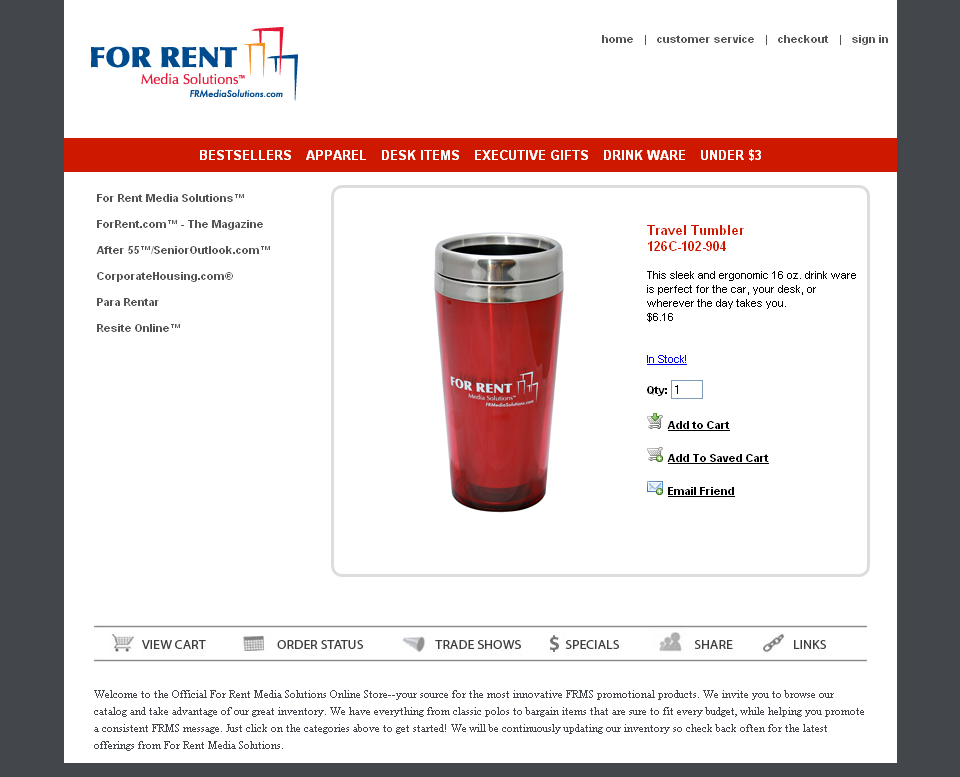 FOR RENT
Media Solutions™
FRMediaSolutions.com
home | customer service | checkout | sign in
BESTSELLERS APPAREL DESK ITEMS EXECUTIVE GIFTS DRINK WARE UNDER $3
For Rent Media Solutions™
ForRent.com™ - The Magazine
After 55™/SeniorOutlook.com™
CorporateHousing.com®
Para Rentar
Resite Online™
FOR RENT
Media Solutions™
FRMediaSolutions.com
Travel Tumbler
126C-102-904
This sleek and ergonomic 16 oz. drink ware
is perfect for the car, your desk, or
wherever the day takes you.
$6.16
In Stock!
Qty: 1
Add to Cart
Add To Saved Cart
Email Friend
VIEW CART ORDER STATUS TRADE SHOWS $ SPECIALS SHARE LINKS
Welcome to the Official For Rent Media Solutions Online Store--your source for the most innovative FRMS promotional products. We invite you to browse our
catalog and take advantage of our great inventory. We have everything from classic polos to bargain items that are sure to fit every budget, while helping you promote
a consistent FRMS message. Just click on the categories above to get started! We will be continuously updating our inventory so check back often for the latest
offerings from For Rent Media Solutions.